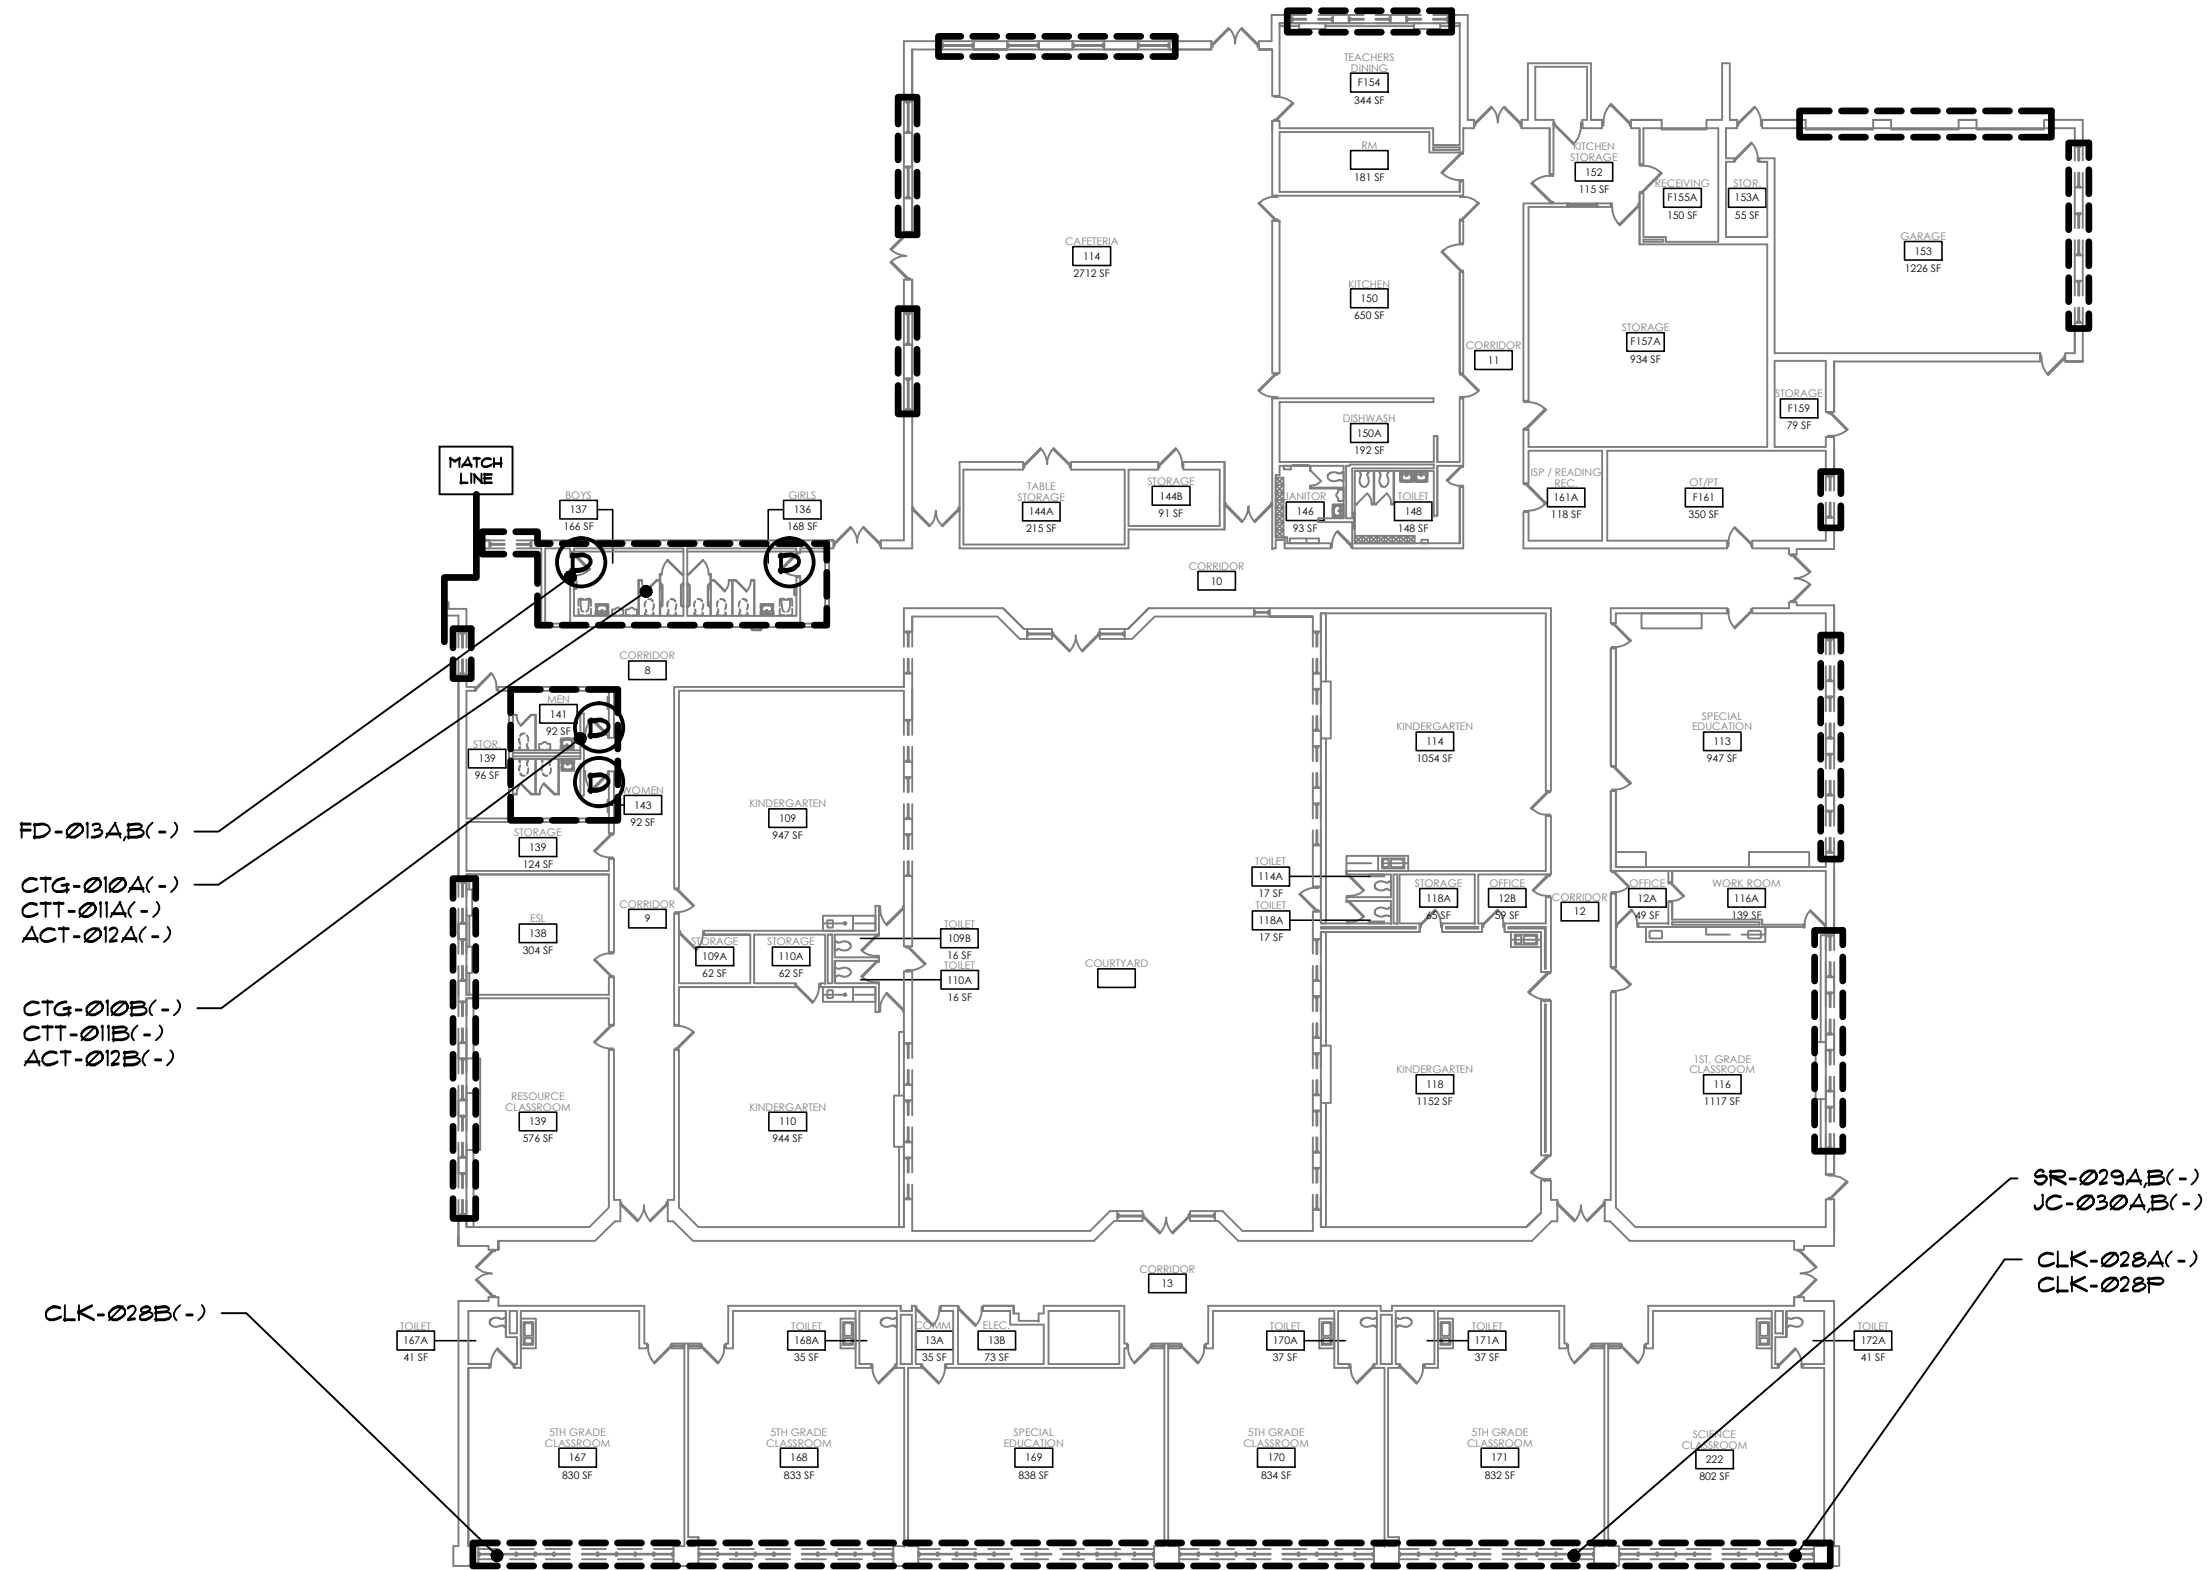 TEACHERS
DINING
F154
344 SF
RM
181 SF
KITCHEN
STORAGE
152
115 SF
RECEIVING
F155A
150 SF
STOR.
153A
55 SF
CAFETERIA
114
2712 SF
GARAGE
153
1226 SF
KITCHEN
150
650 SF
STORAGE
F157A
934 SF
CORRIDOR
11
STORAGE
F159
79 SF
DISHWASH
150A
192 SF
MATCH
LINE
BOYS
137
166 SF
GIRLS
136
168 SF
TABLE
STORAGE
144A
215 SF
STORAGE
144B
91 SF
JANITOR
146
93 SF
TOILET
148
148 SF
ISP / READING
REC.
161A
118 SF
OT/PT
F161
350 SF
CORRIDOR
10
CORRIDOR
8
MEN
141
92 SF
STOR.
139
96 SF
WOMEN
143
92 SF
KINDERGARTEN
109
947 SF
KINDERGARTEN
114
1054 SF
SPECIAL
EDUCATION
113
947 SF
FD-Ø13A,B(-)
STORAGE
139
124 SF
CTG-Ø1ØA(-)
CTT-Ø11A(-)
ACT-Ø12A(-)
ESL
138
304 SF
CORRIDOR
9
STORAGE
109A
62 SF
STORAGE
110A
62 SF
TOILET
109B
16 SF
TOILET
110A
16 SF
COURTYARD
TOILET
114A
17 SF
TOILET
118A
17 SF
STORAGE
118A
65 SF
OFFICE
12B
59 SF
CORRIDOR
12
OFFICE
12A
49 SF
WORK ROOM
116A
139 SF
CTG-Ø1ØB(-)
CTT-Ø11B(-)
ACT-Ø12B(-)
RESOURCE
CLASSROOM
139
576 SF
KINDERGARTEN
110
944 SF
KINDERGARTEN
118
1152 SF
1ST. GRADE
CLASSROOM
116
1117 SF
SR-Ø29A,B(-)
JC-Ø3ØA,B(-)
CORRIDOR
13
CLK-Ø28A(-)
CLK-Ø28P
CLK-Ø28B(-)
TOILET
167A
41 SF
TOILET
168A
35 SF
COMM.
13A
35 SF
ELEC.
13B
73 SF
TOILET
170A
37 SF
TOILET
171A
37 SF
TOILET
172A
41 SF
5TH GRADE
CLASSROOM
167
830 SF
5TH GRADE
CLASSROOM
168
833 SF
SPECIAL
EDUCATION
169
838 SF
5TH GRADE
CLASSROOM
170
834 SF
5TH GRADE
CLASSROOM
171
832 SF
SCIENCE
CLASSROOM
222
802 SF